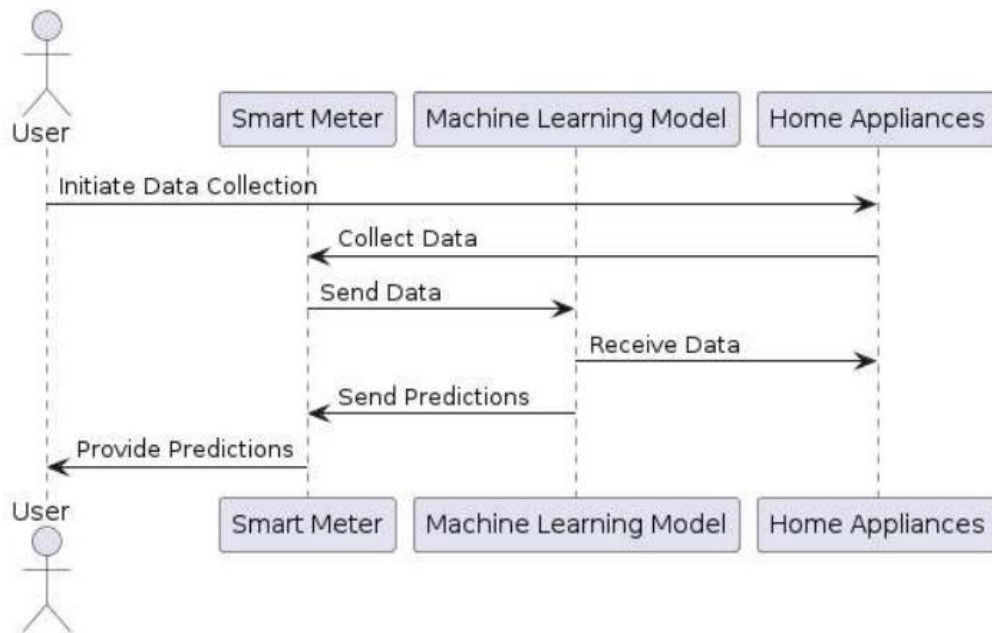 User
Smart Meter
Machine Learning Model
Home Appliances
Initiate Data Collection
Collect Data
Send Data
Receive Data
Send Predictions
Provide Predictions
User
Smart Meter
Machine Learning Model
Home Appliances